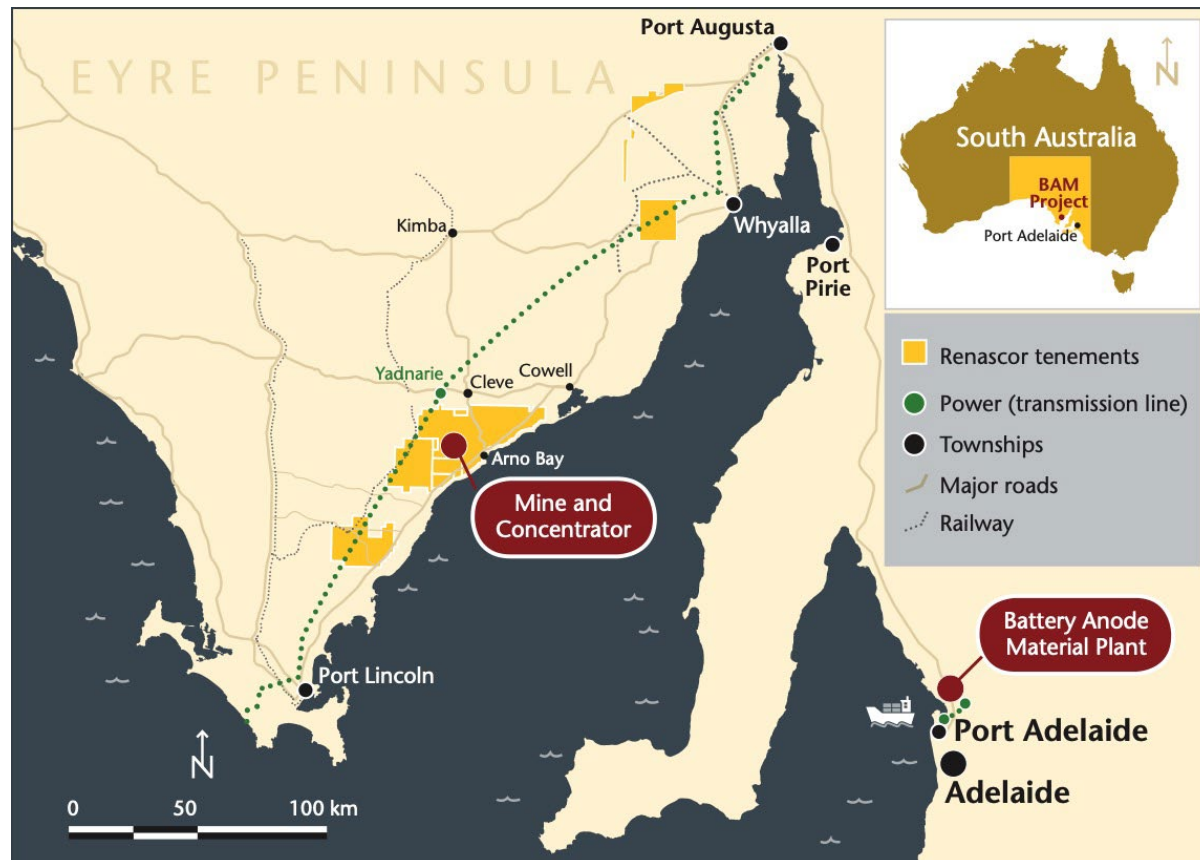 Port Augusta
EYRE PENINSULA
N
South Australia
BAM
Project
Port Adelaide
Kimba
Whyalla
Port
Pirie
Renascor tenements
Power (transmission line)
Townships
Major roads
Railway
Yadnarie
Cleve
Cowell
Arno Bay
Mine and
Concentrator
Battery Anode
Material Plant
Port Lincoln
Port Adelaide
Adelaide
N
0 50 100 km